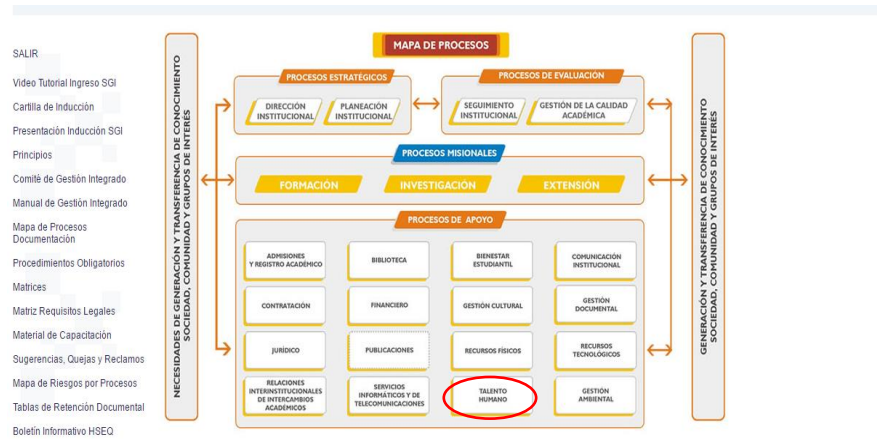 SALIR
Video Tutorial Ingreso SGI
Cartilla de Inducción
Presentación Inducción SGI
Principios
Comité de Gestión Integrado
Manual de Gestión Integrado
Mapa de Procesos
Documentación
Procedimientos Obligatorios
Matrices
Matriz Requisitos Legales
Material de Capacitación
Sugerencias, Quejas y Reclamos
Mapa de Riesgos por Procesos
Tablas de Retención Documental
Boletín Informativo HSEQ
NECESIDADES DE GENERACIÓN Y TRANSFERENCIA DE CONOCIMIENTO
SOCIEDAD, COMUNIDAD Y GRUPOS DE INTERÉS
MAPA DE PROCESOS
PROCESOS ESTRATÉGICOS
DIRECCIÓN
INSTITUCIONAL
PLANEACIÓN
INSTITUCIONAL
PROCESOS DE EVALUACIÓN
SEGUIMIENTO
INSTITUCIONAL
GESTIÓN DE LA CALIDAD
ACADÉMICA
PROCESOS MISIONALES
FORMACIÓN
INVESTIGACIÓN
EXTENSIÓN
PROCESOS DE APOYO
ADMISIONES
Y REGISTRO ACADÉMICO
BIBLIOTECA
BIENESTAR
ESTUDIANTIL
COMUNICACIÓN
INSTITUCIONAL
CONTRATACIÓN
FINANCIERO
GESTIÓN CULTURAL
GESTIÓN
DOCUMENTAL
JURÍDICO
PUBLICACIONES
RECURSOS FÍSICOS
RECURSOS
TECNOLÓGICOS
RELACIONES
INTERINSTITUCIONALES
DE INTERCAMBIOS
ACADÉMICOS
SERVICIOS
INFORMÁTICOS Y DE
TELECOMUNICACIONES
TALENTO
HUMANO
GESTIÓN
AMBIENTAL
GENERACIÓN Y TRANSFERENCIA DE CONOCIMIENTO
SOCIEDAD, COMUNIDAD Y GRUPOS DE INTERÉS